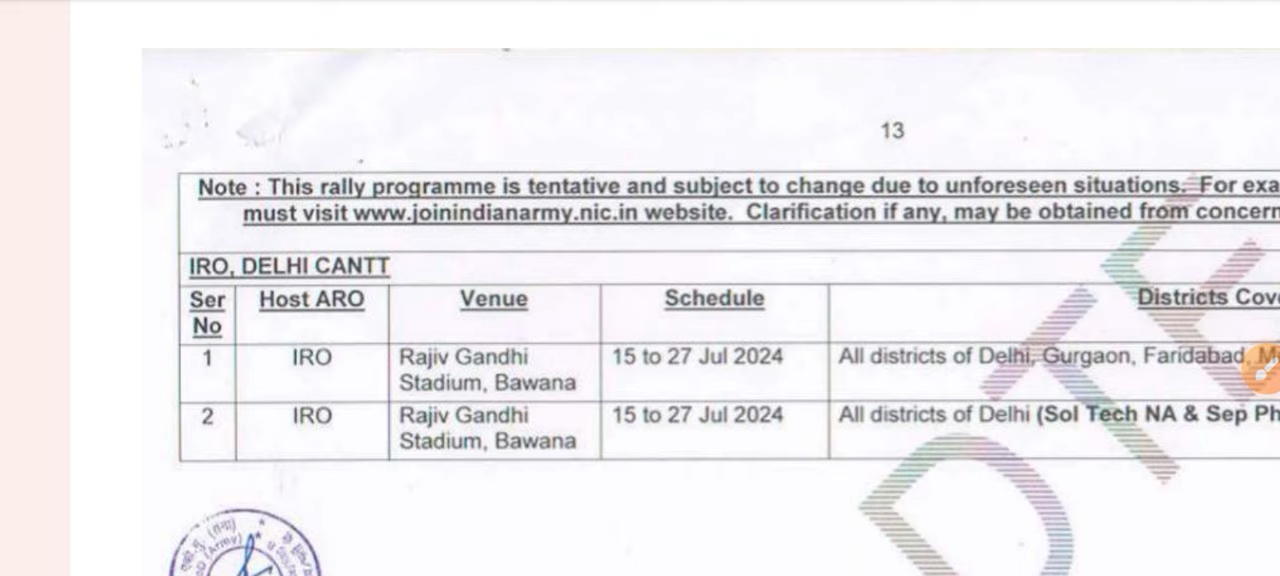 13
Note : This rally programme is tentative and subject to change due to unforeseen situations. For exa
must visit www.joinindianarmy.nic.in website. Clarification if any, may be obtained from concern
IRO, DELHI CANTT
Ser No Host ARO Venue Schedule Districts Cov
1 IRO Rajiv Gandhi Stadium, Bawana 15 to 27 Jul 2024 All districts of Delhi, Gurgaon, Faridabad,
2 IRO Rajiv Gandhi Stadium, Bawana 15 to 27 Jul 2024 All districts of Delhi (Sol Tech NA & Sep Ph
DTE
(Army)